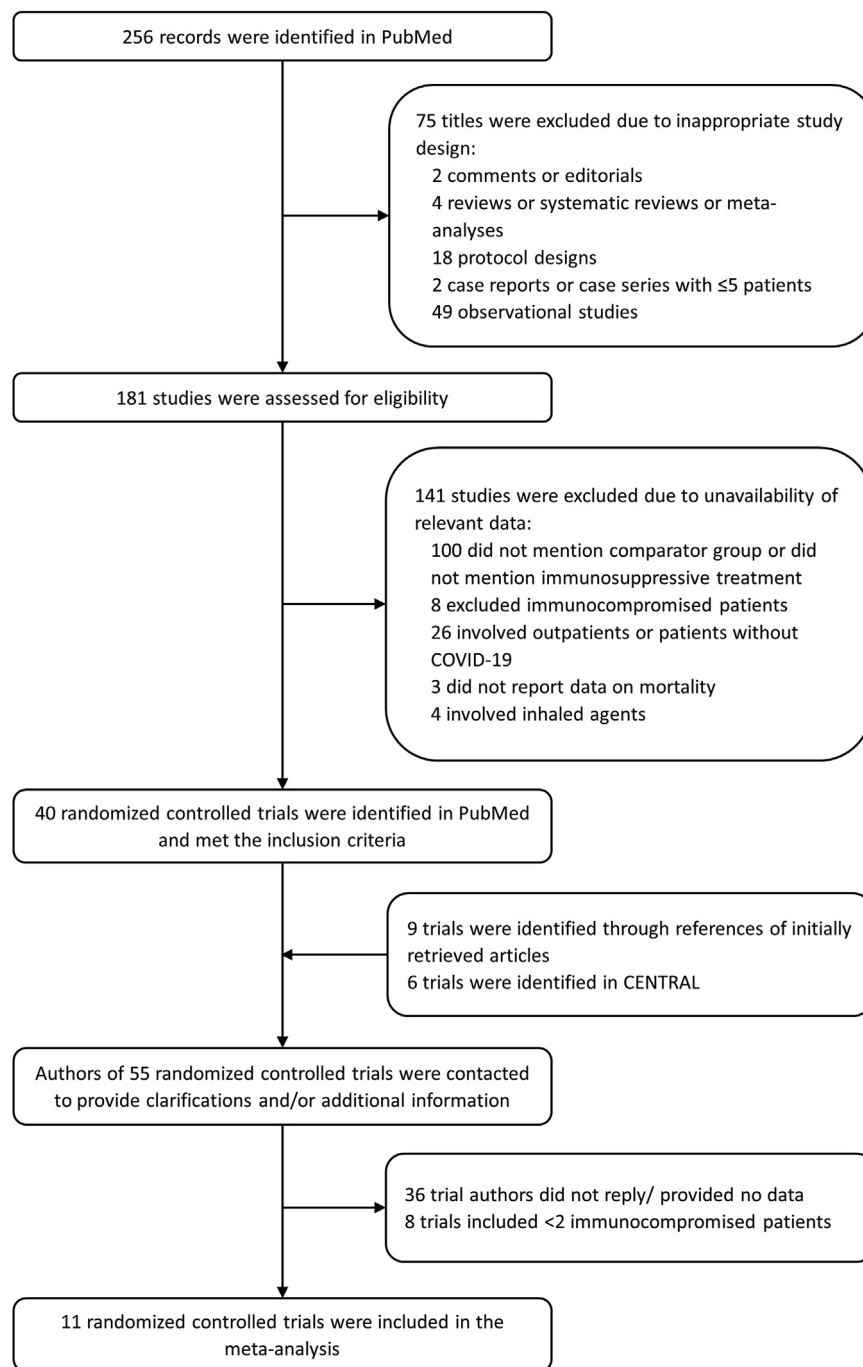 256 records were identified in PubMed
75 titles were excluded due to inappropriate study
design:
2 comments or editorials
4 reviews or systematic reviews or meta-
analyses
18 protocol designs
2 case reports or case series with ≤5 patients
49 observational studies
181 studies were assessed for eligibility
141 studies were excluded due to unavailability of
relevant data:
100 did not mention comparator group or did
not mention immunosuppressive treatment
8 excluded immunocompromised patients
26 involved outpatients or patients without
COVID-19
3 did not report data on mortality
4 involved inhaled agents
40 randomized controlled trials were identified in PubMed
and met the inclusion criteria
9 trials were identified through references of initially
retrieved articles
6 trials were identified in CENTRAL
Authors of 55 randomized controlled trials were contacted
to provide clarifications and/or additional information
36 trial authors did not reply/ provided no data
8 trials included <2 immunocompromised patients
11 randomized controlled trials were included in the
meta-analysis